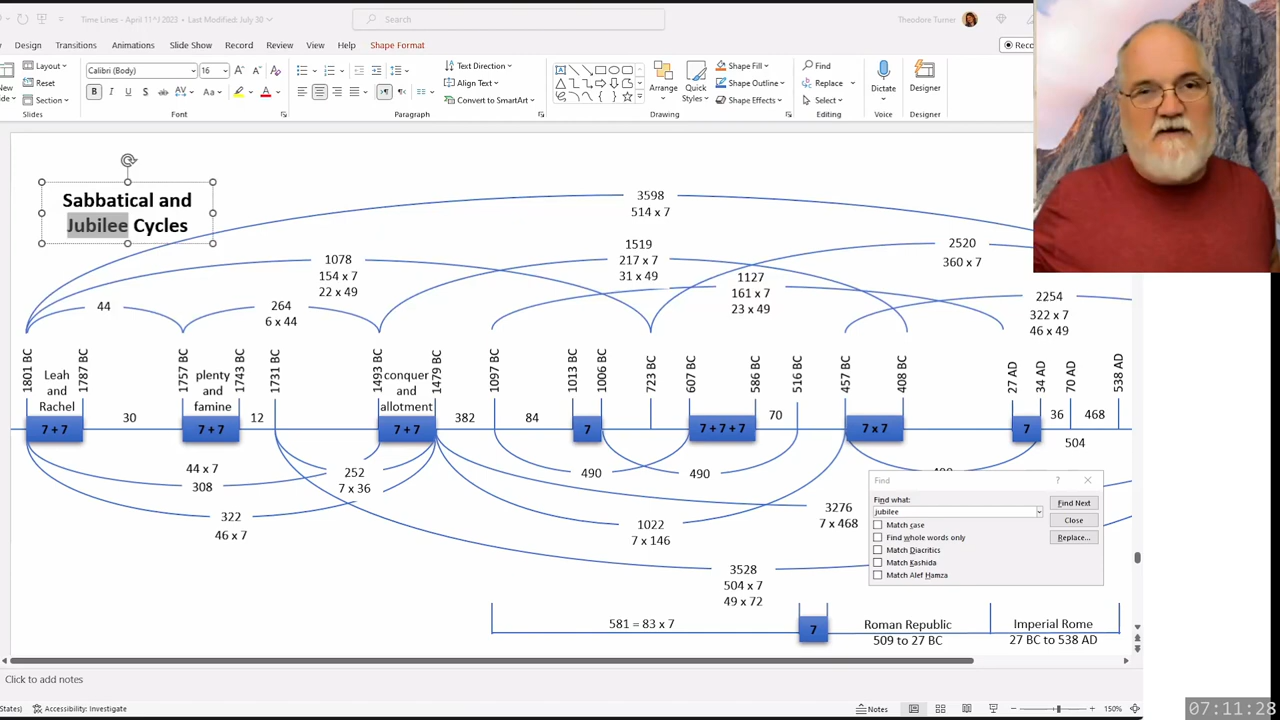 Time Lines - April 11^J 2023 • Last Modified: July 30
Search
Theodore Turner
Design Transitions Animations Slide Show Record Review View Help Shape Format
Layout
Reset
Section
Slides
Calibri (Body) 16
Font
Text Direction
Align Text
Convert to SmartArt
Paragraph
Arrange
Quick Styles
Shape Fill
Shape Outline
Shape Effects
Drawing
Find
Replace
Select
Editing
Dictate
Voice
Designer
Designer
Sabbatical and
Jubilee Cycles
3598
514 x 7
1519
217 x 7
31 x 49
2520
360 x 7
1078
154 x 7
22 x 49
1127
161 x 7
23 x 49
2254
322 x 7
46 x 49
44
264
6 x 44
1801 BC
Leah
and
Rachel
1787 BC
1757 BC
plenty
and
famine
1743 BC
1731 BC
1493 BC
conquer
and
allotment
1479 BC
1097 BC
1013 BC
1006 BC
723 BC
607 BC
586 BC
516 BC
457 BC
408 BC
27 AD
34 AD
70 AD
538 AD
7 + 7
30
7 + 7
12
7 + 7
382
84
7
7 + 7 + 7
70
7 x 7
7
36
468
504
44 x 7
308
252
7 x 36
490
490
322
46 x 7
1022
7 x 146
3276
7 x 468
3528
504 x 7
49 x 72
Find
? ×
Find what:
jubilee
Find Next
Match case
Close
Find whole words only
Replace...
Match Diacritics
Match Kashida
Match Alef Hamza
581 = 83 x 7
7
Roman Republic
509 to 27 BC
Imperial Rome
27 BC to 538 AD
Click to add notes
States) Accessibility: Investigate
Notes
150%
07:11:28